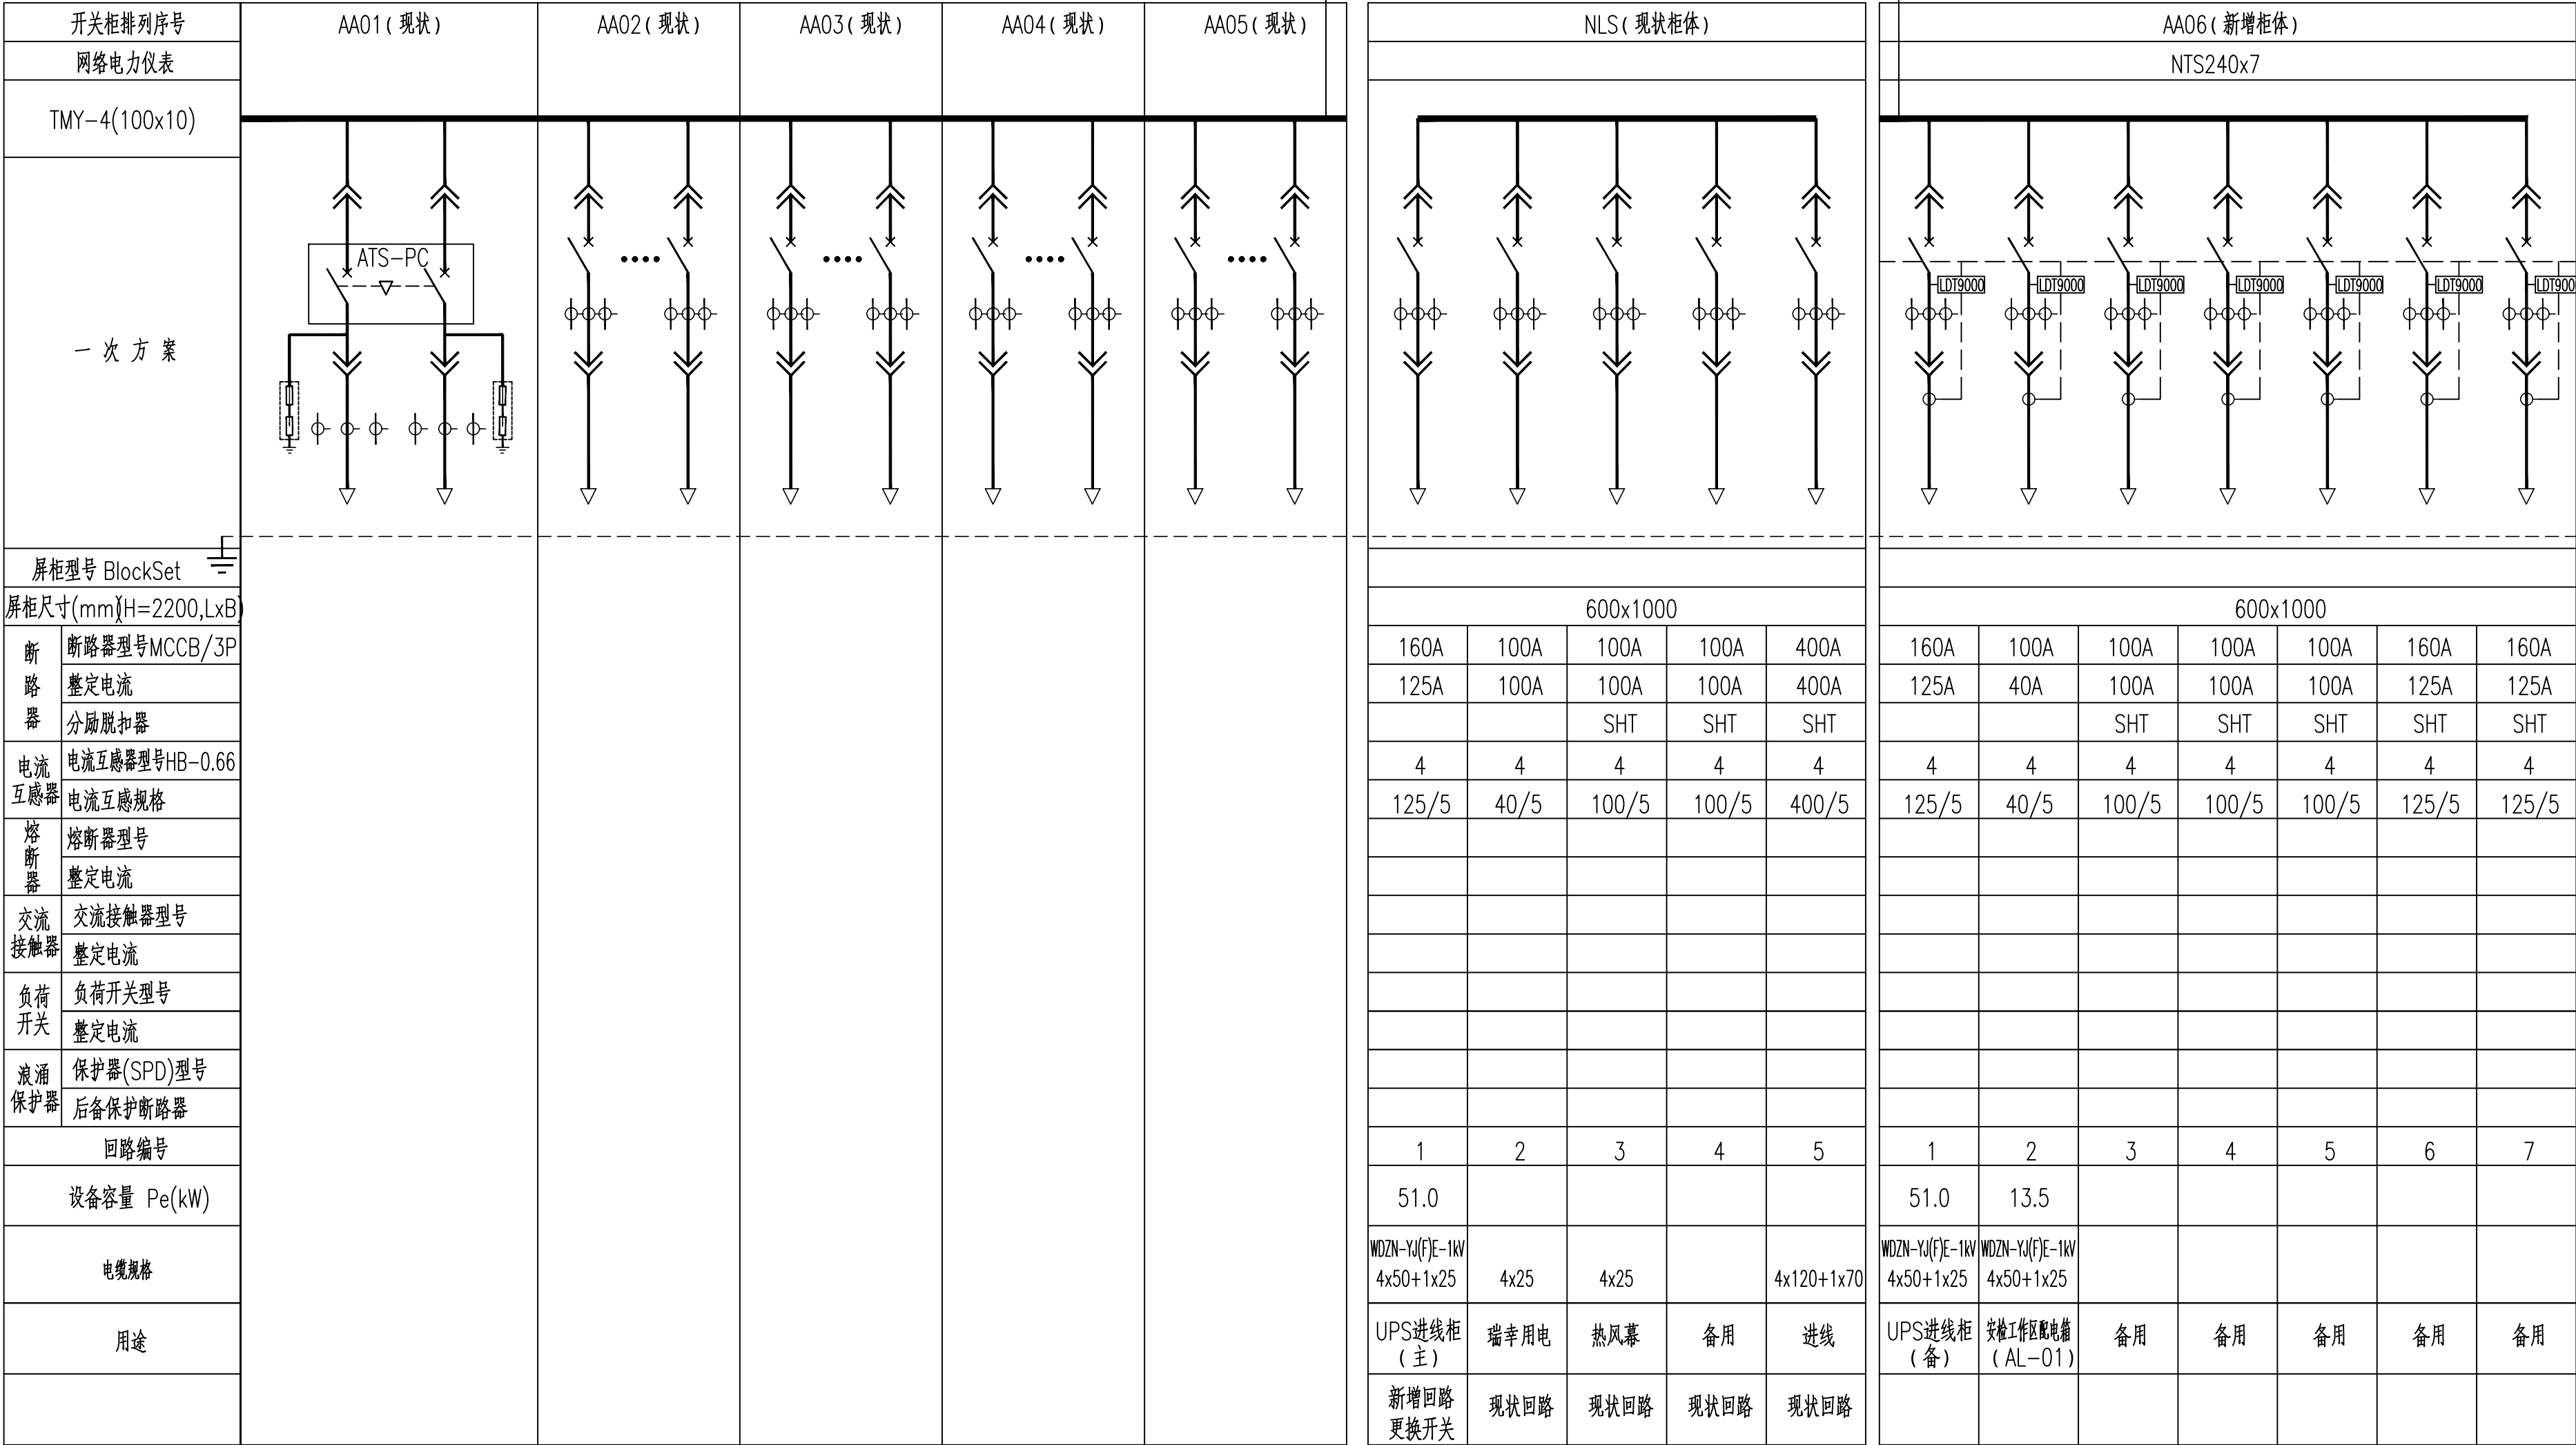 开关柜排列序号 AA01(现状) AA02(现状) AA03(现状) AA04(现状) AA05(现状) NLS(现状柜体) AA06(新增柜体)
网络电力仪表 NTS240x7
TMY-4(100x10)
一次方案
ATS-PC
LDT9000 LDT9000 LDT9000 LDT9000 LDT9000 LDT9000 LDT900
屏柜型号 BlockSet
屏柜尺寸(mm)(H=2200,LxB) 600x1000 600x1000
断路器
断路器型号MCCB/3P 160A 100A 100A 100A 400A 160A 100A 100A 100A 100A 160A 160A
整定电流 125A 100A 100A 100A 400A 125A 40A 100A 100A 100A 125A 125A
分励脱扣器 SHT SHT SHT SHT SHT SHT SHT SHT
电流互感器
电流互感器型号HB-0.66 4 4 4 4 4 4 4 4 4 4 4 4
电流互感规格 125/5 40/5 100/5 100/5 400/5 125/5 40/5 100/5 100/5 100/5 125/5 125/5
熔断器
熔断器型号
整定电流
交流接触器
交流接触器型号
整定电流
负荷开关
负荷开关型号
整定电流
浪涌保护器
保护器(SPD)型号
后备保护断路器
回路编号 1 2 3 4 5 1 2 3 4 5 6 7
设备容量 Pe(kW) 51.0 51.0 13.5
电缆规格
WDZN-YJ(F)E-1kV WDZN-YJ(F)E-1kV WDZN-YJ(F)E-1kV
4x50+1x25 4x25 4x25 4x120+1x70 4x50+1x25 4x50+1x25
用途
UPS进线柜 瑞幸用电 热风幕 备用 进线 UPS进线柜 安检工作区配电箱 备用 备用 备用 备用 备用
(主) (备) (AL-01)
新增回路 现状回路 现状回路 现状回路 现状回路
更换开关